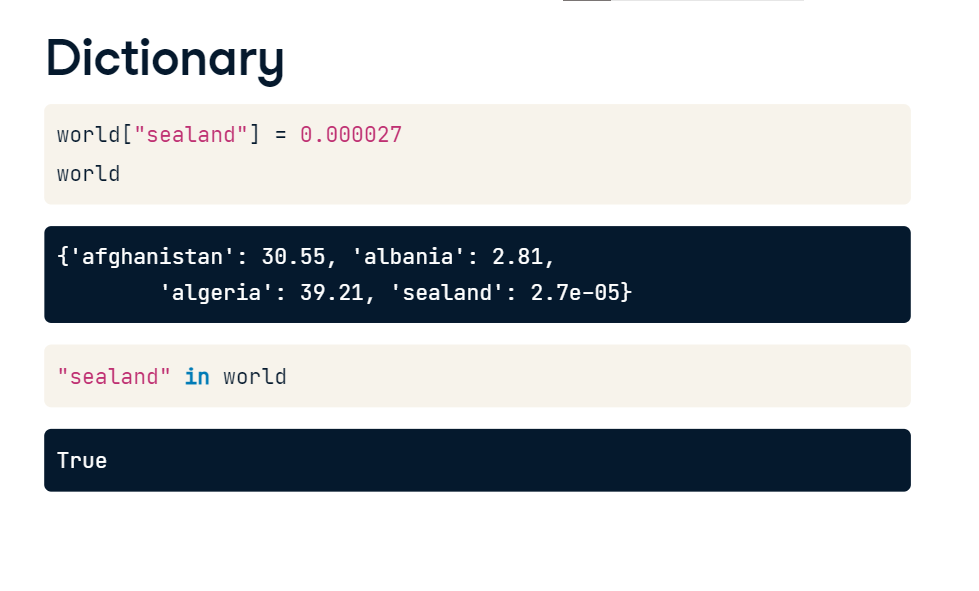 Dictionary
world["sealand"] = 0.000027
world
{'afghanistan': 30.55, 'albania': 2.81,
'algeria': 39.21, 'sealand': 2.7e-05}
"sealand" in world
True